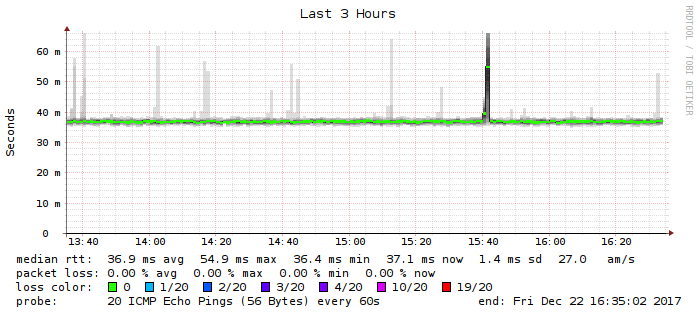 Last 3 Hours
RRDTOOL / TOBI OETIKER
Seconds
60 m
50 m
40 m
30 m
20 m
10 m
0
13:40 14:00 14:20 14:40 15:00 15:20 15:40 16:00 16:20
median rtt: 36.9 ms avg 54.9 ms max 36.4 ms min 37.1 ms now 1.4 ms sd 27.0 am/s
packet loss: 0.00 % avg 0.00 % max 0.00 % min 0.00 % now
loss color: 0 1/20 2/20 3/20 4/20 10/20 19/20
probe: 20 ICMP Echo Pings (56 Bytes) every 60s end: Fri Dec 22 16:35:02 2017